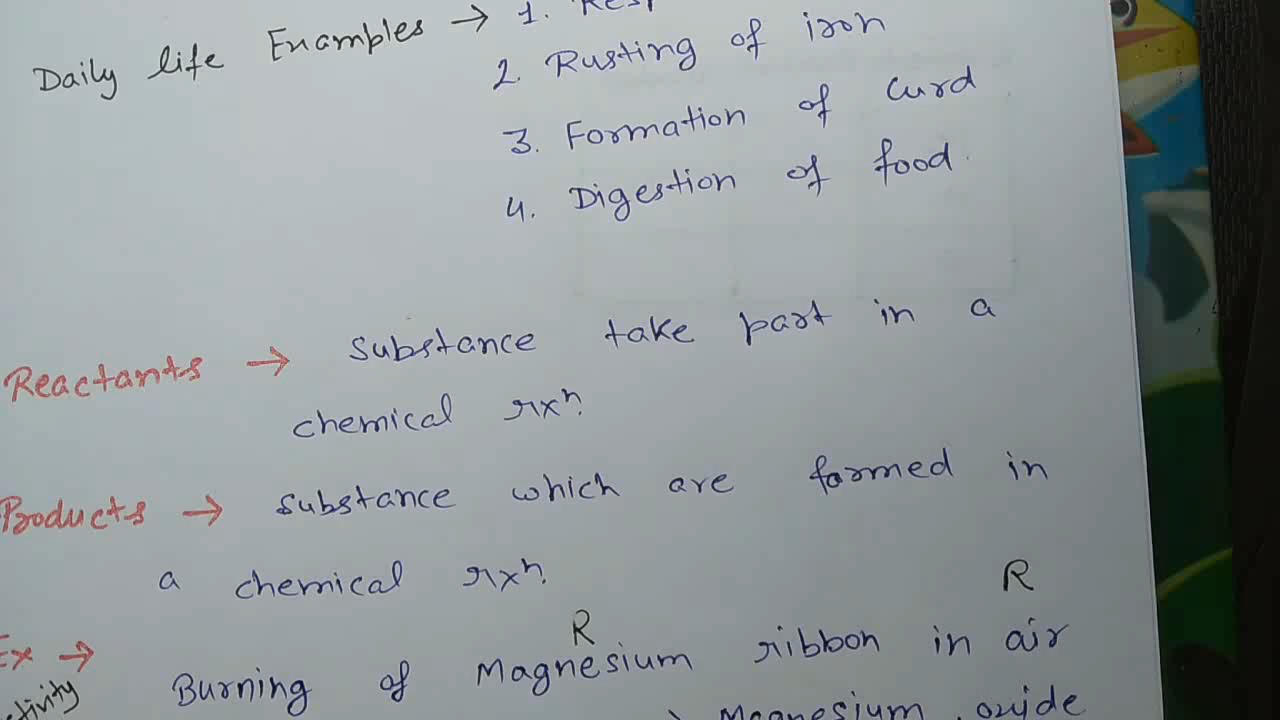 Daily life Examples → 1.
2. Rusting of iron
3. Formation of curd
4. Digestion of food.
Reactants → substance take part in a
chemical rxⁿ.
Products → substance which are formed in
a chemical rxⁿ.
R R
Ex → Burning of Magnesium ribbon in air
Magnesium oxide